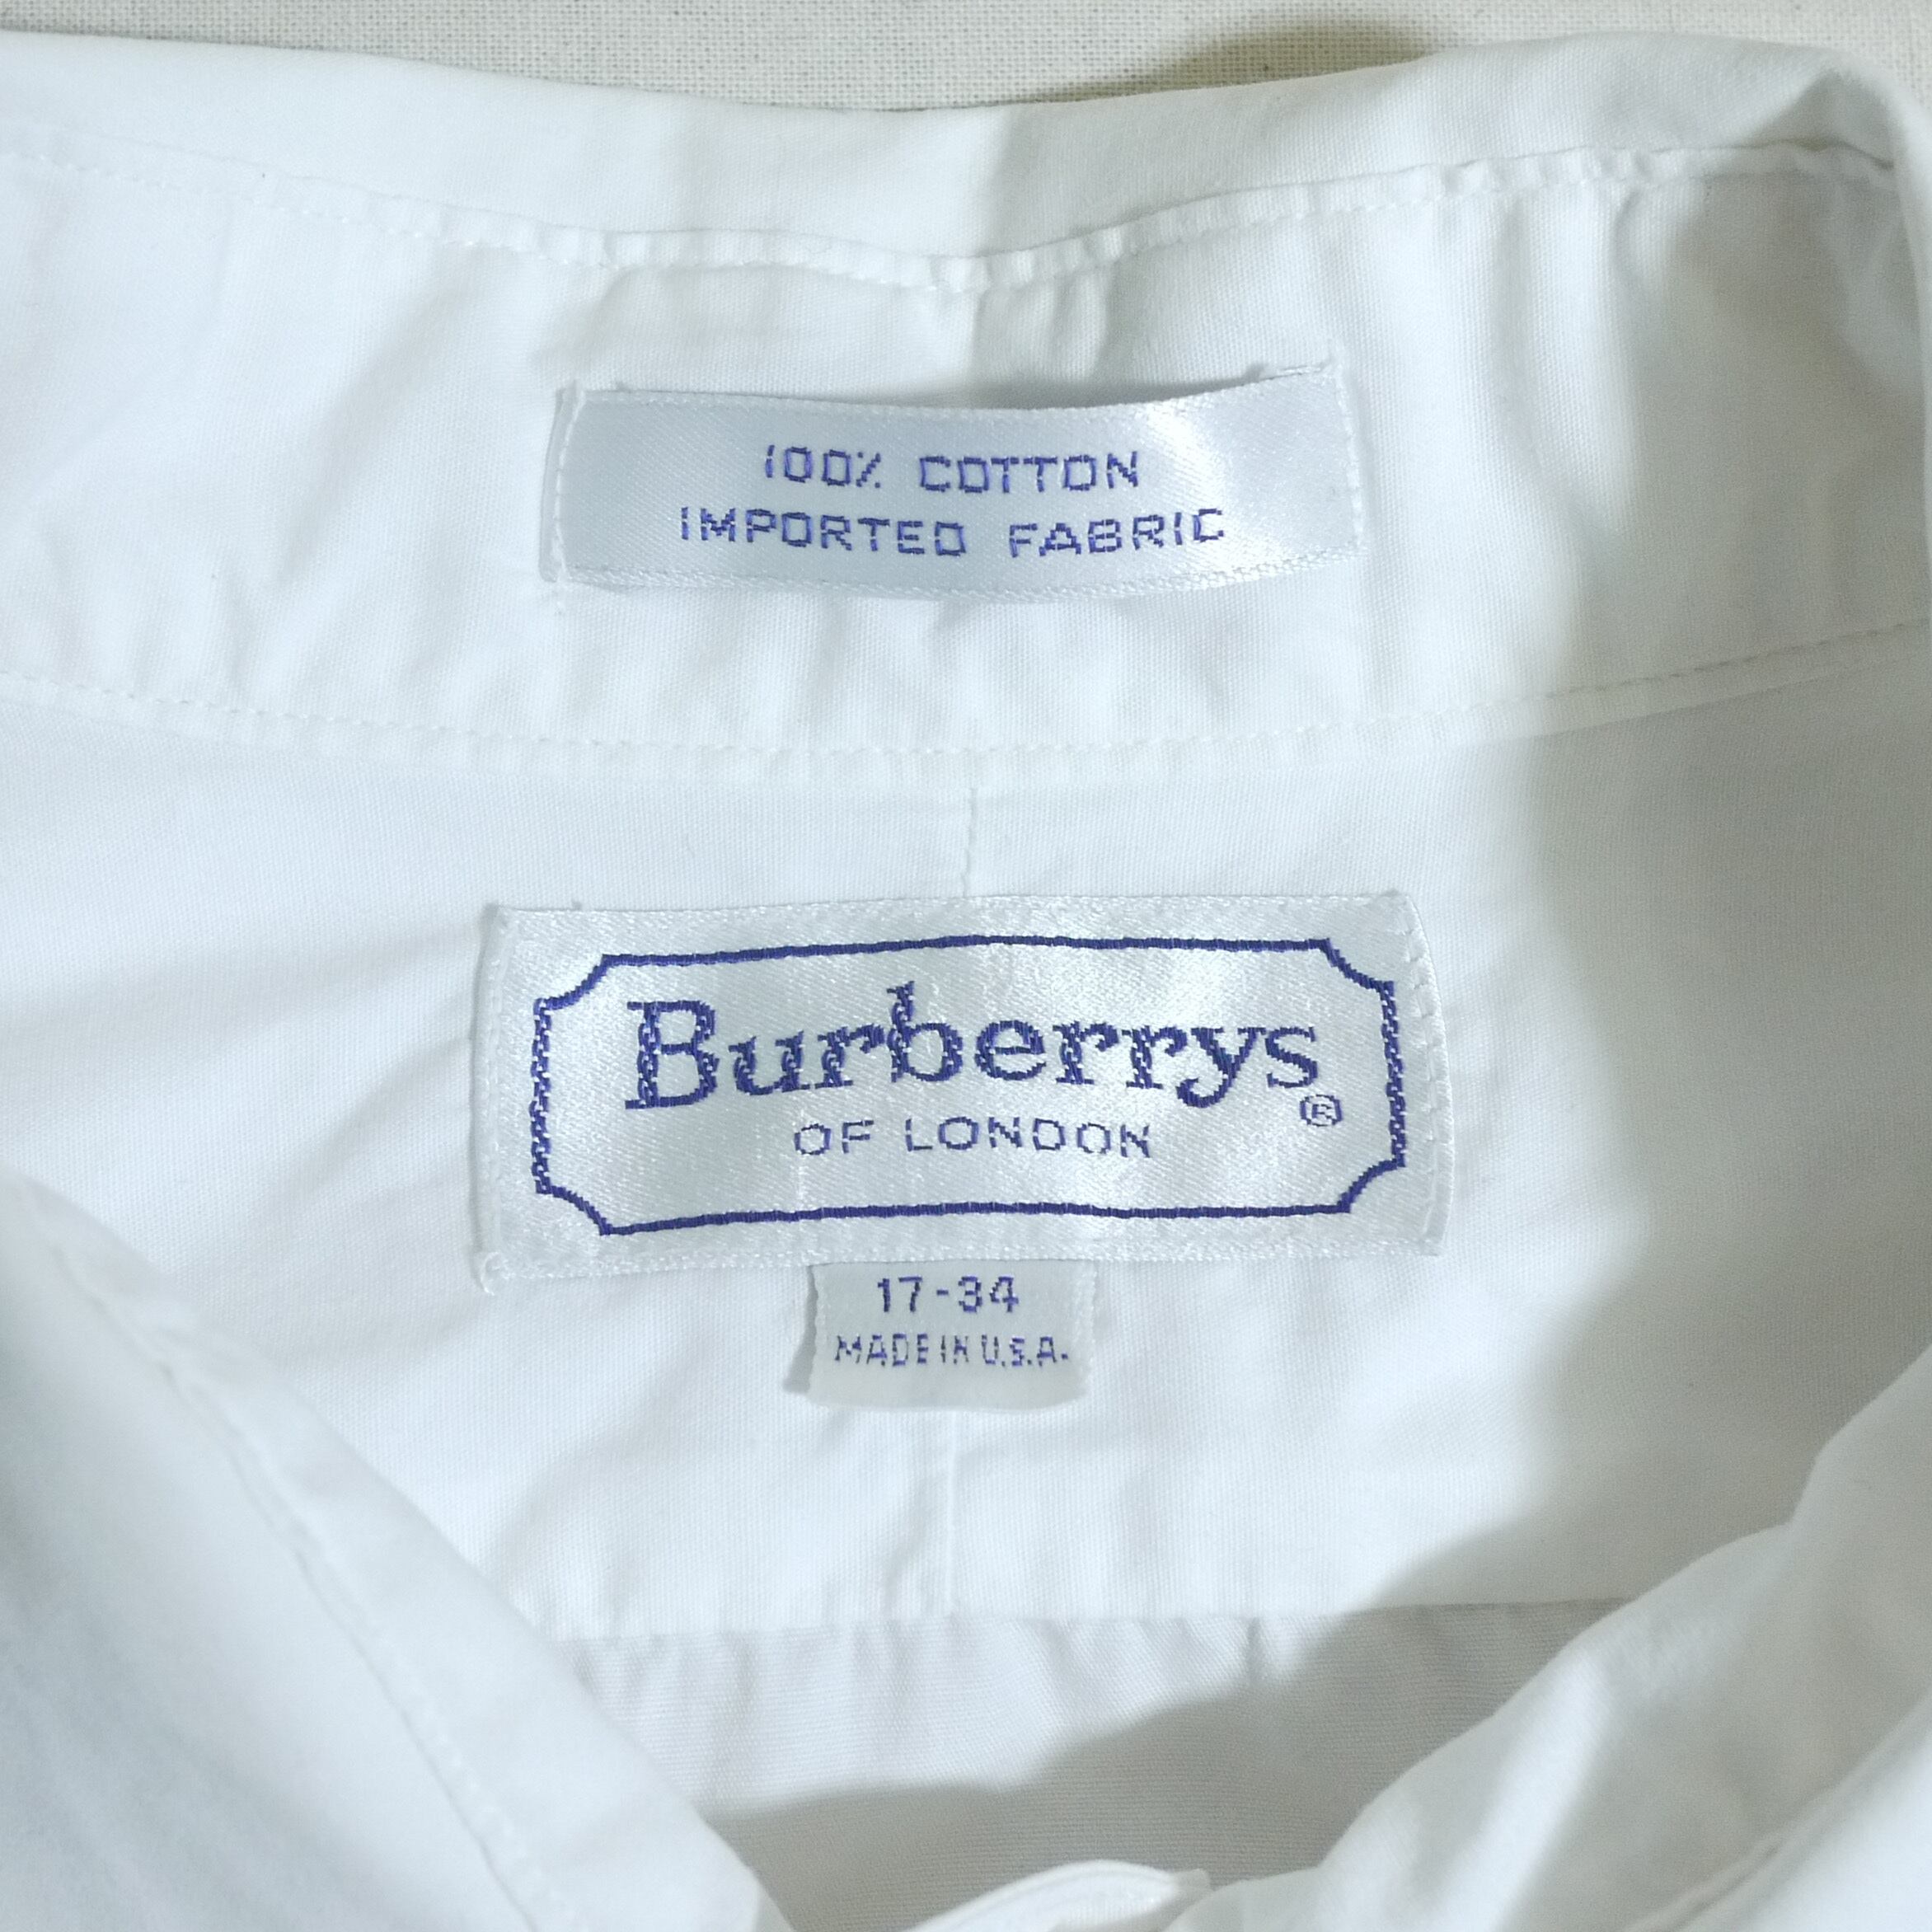 100% COTTON
IMPORTED FABRIC
Burberrys®
OF LONDON
17-34
MADE IN U.S.A.